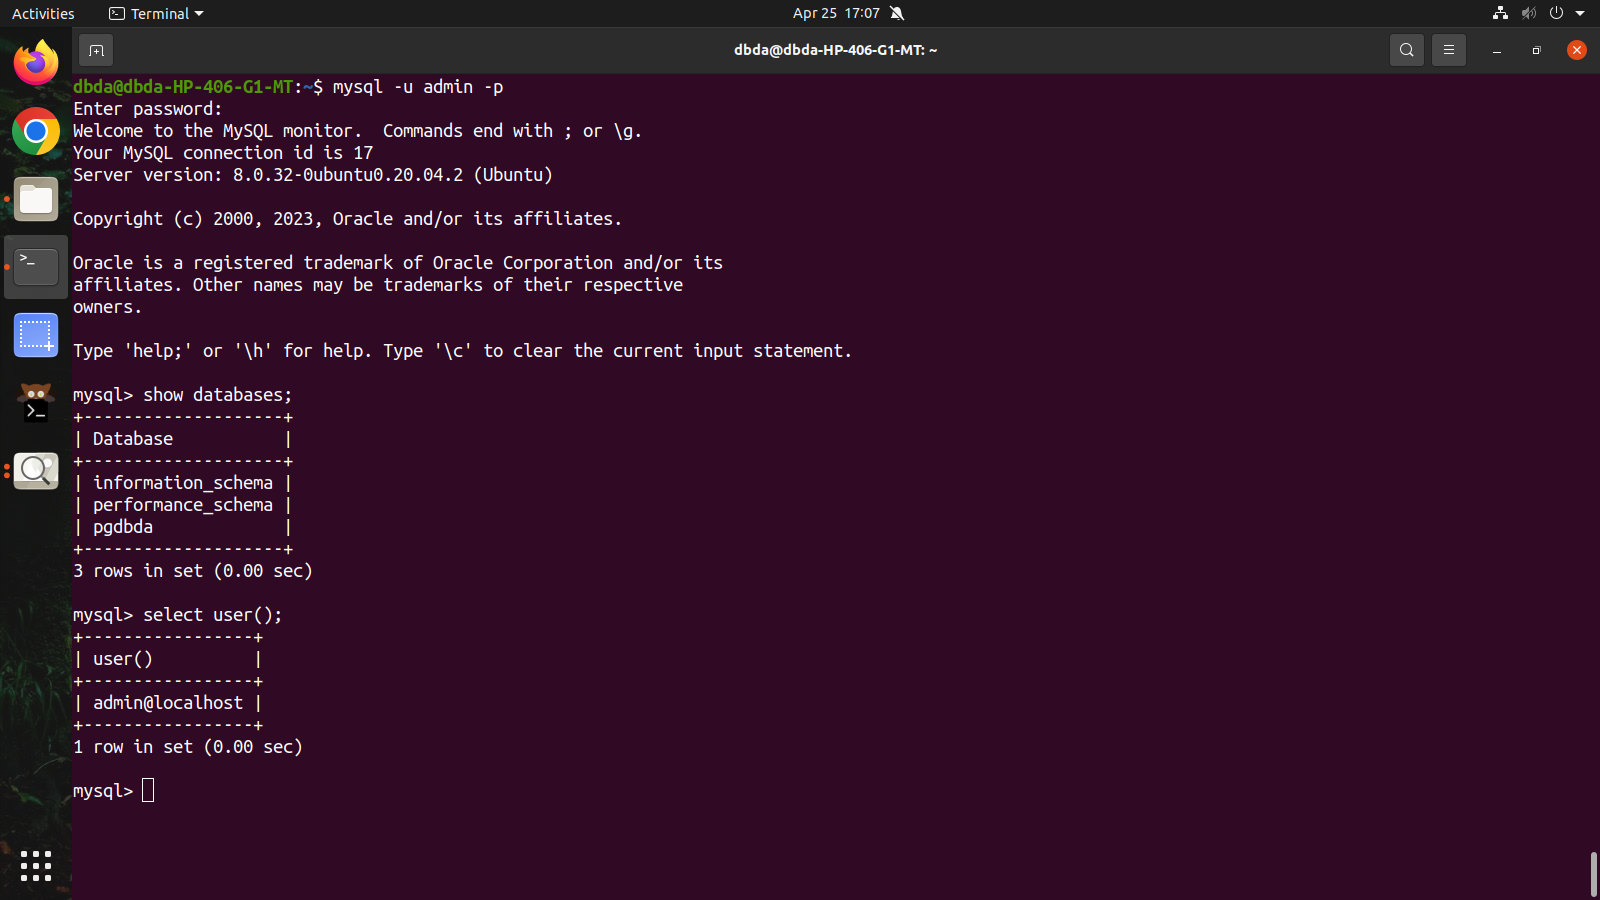 Activities Terminal Apr 25 17:07
dbda@dbda-HP-406-G1-MT: ~
dbda@dbda-HP-406-G1-MT:~$ mysql -u admin -p
Enter password:
Welcome to the MySQL monitor.  Commands end with ; or \g.
Your MySQL connection id is 17
Server version: 8.0.32-0ubuntu0.20.04.2 (Ubuntu)
Copyright (c) 2000, 2023, Oracle and/or its affiliates.
Oracle is a registered trademark of Oracle Corporation and/or its
affiliates. Other names may be trademarks of their respective
owners.
Type 'help;' or '\h' for help. Type '\c' to clear the current input statement.
mysql> show databases;
+--------------------+
| Database           |
+--------------------+
| information_schema |
| performance_schema |
| pgdbda             |
+--------------------+
3 rows in set (0.00 sec)
mysql> select user();
+-----------------+
| user()          |
+-----------------+
| admin@localhost |
+-----------------+
1 row in set (0.00 sec)
mysql>